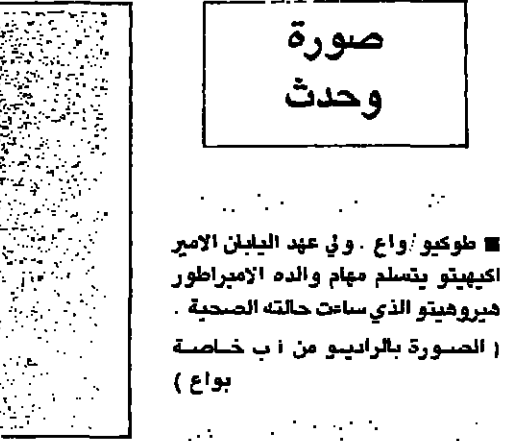 صورة
وحدث
■ طوكيو / واع . ولي عهد اليابان الامير
اكيهيتو يتسلم مهام والده الامبراطور
هيروهيتو الذي ساءت حالته الصحية .
( الصورة بالراديو من أ ب خاصة
بواع )